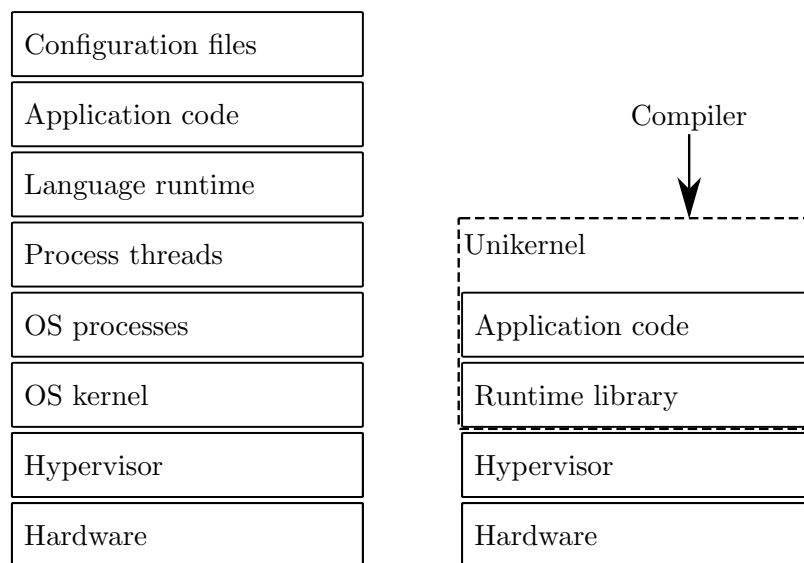 Configuration files
Application code
Language runtime
Process threads
OS processes
OS kernel
Hypervisor
Hardware
Compiler
Unikernel
Application code
Runtime library
Hypervisor
Hardware